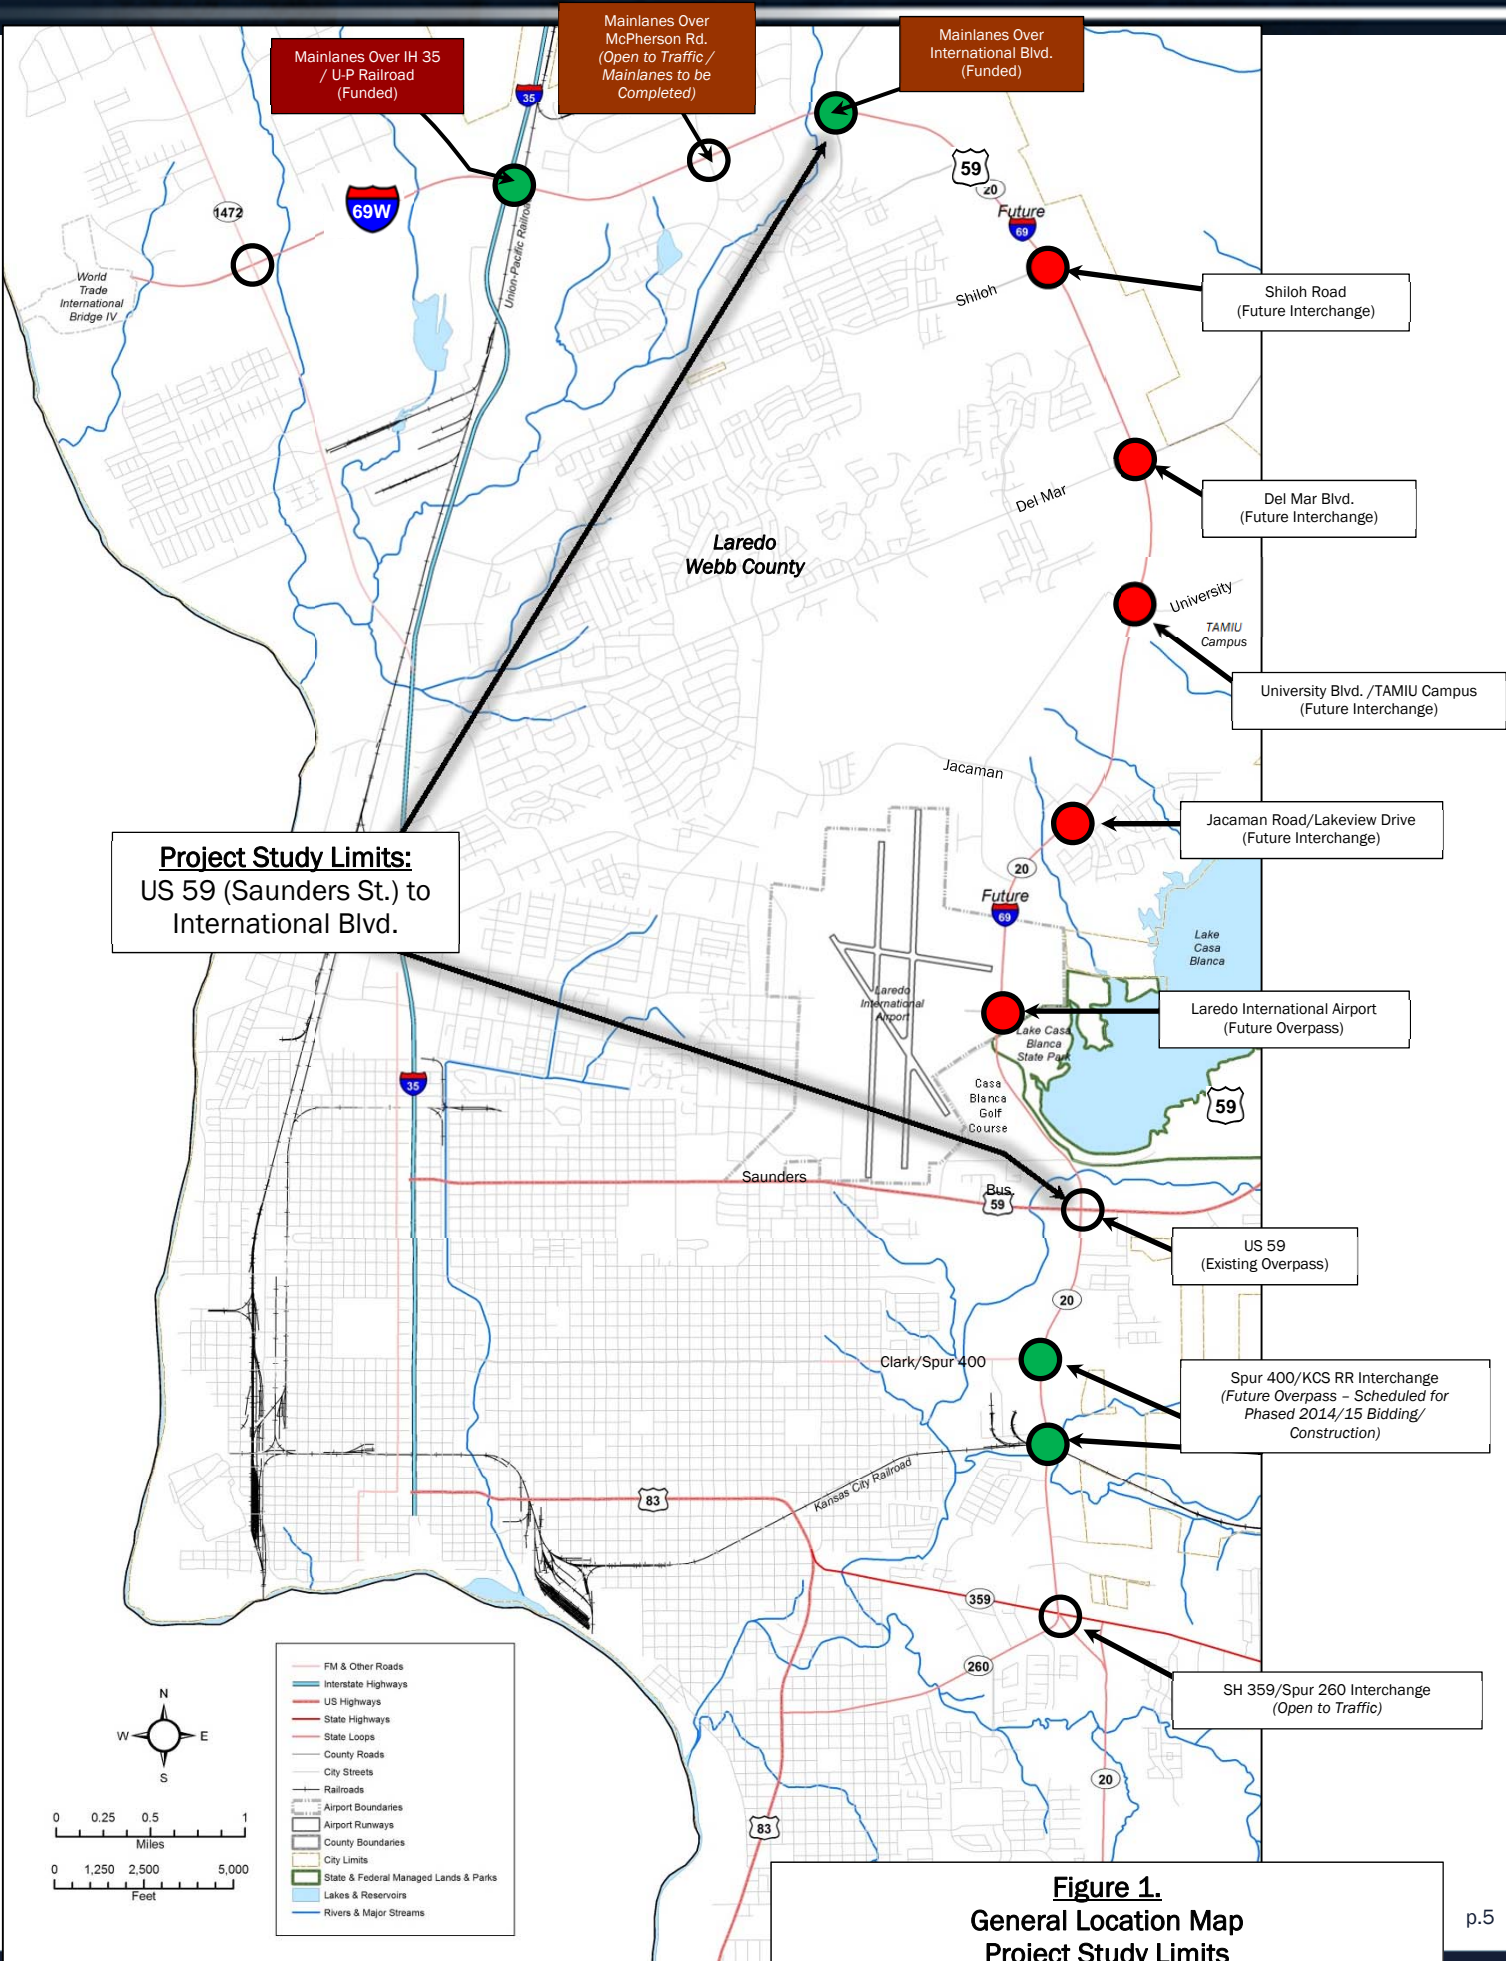 Mainlanes Over IH 35
/ U-P Railroad
(Funded)
Mainlanes Over
McPherson Rd.
(Open to Traffic /
Mainlanes to be
Completed)
Mainlanes Over
International Blvd.
(Funded)
35
59
20
Future
69
69W
1472
World
Trade
International
Bridge IV
Union-Pacific Railroad
Shiloh
Shiloh Road
(Future Interchange)
Del Mar
Del Mar Blvd.
(Future Interchange)
Laredo
Webb County
University
TAMIU
Campus
University Blvd. /TAMIU Campus
(Future Interchange)
Jacaman
Jacaman Road/Lakeview Drive
(Future Interchange)
20
Future
69
Project Study Limits:
US 59 (Saunders St.) to
International Blvd.
Lake
Casa
Blanca
Laredo
International
Airport
Laredo International Airport
(Future Overpass)
Lake Casa
Blanca
State Park
Casa
Blanca
Golf
Course
35
59
Saunders
Bus.
59
US 59
(Existing Overpass)
20
Clark/Spur 400
Spur 400/KCS RR Interchange
(Future Overpass – Scheduled for
Phased 2014/15 Bidding/
Construction)
Kansas City Railroad
83
359
260
SH 359/Spur 260 Interchange
(Open to Traffic)
20
83
N
W E
S
0 0.25 0.5 1
Miles
0 1,250 2,500 5,000
Feet
FM & Other Roads
Interstate Highways
US Highways
State Highways
State Loops
County Roads
City Streets
Railroads
Airport Boundaries
Airport Runways
County Boundaries
City Limits
State & Federal Managed Lands & Parks
Lakes & Reservoirs
Rivers & Major Streams
Figure 1.
General Location Map
Project Study Limits
p.5